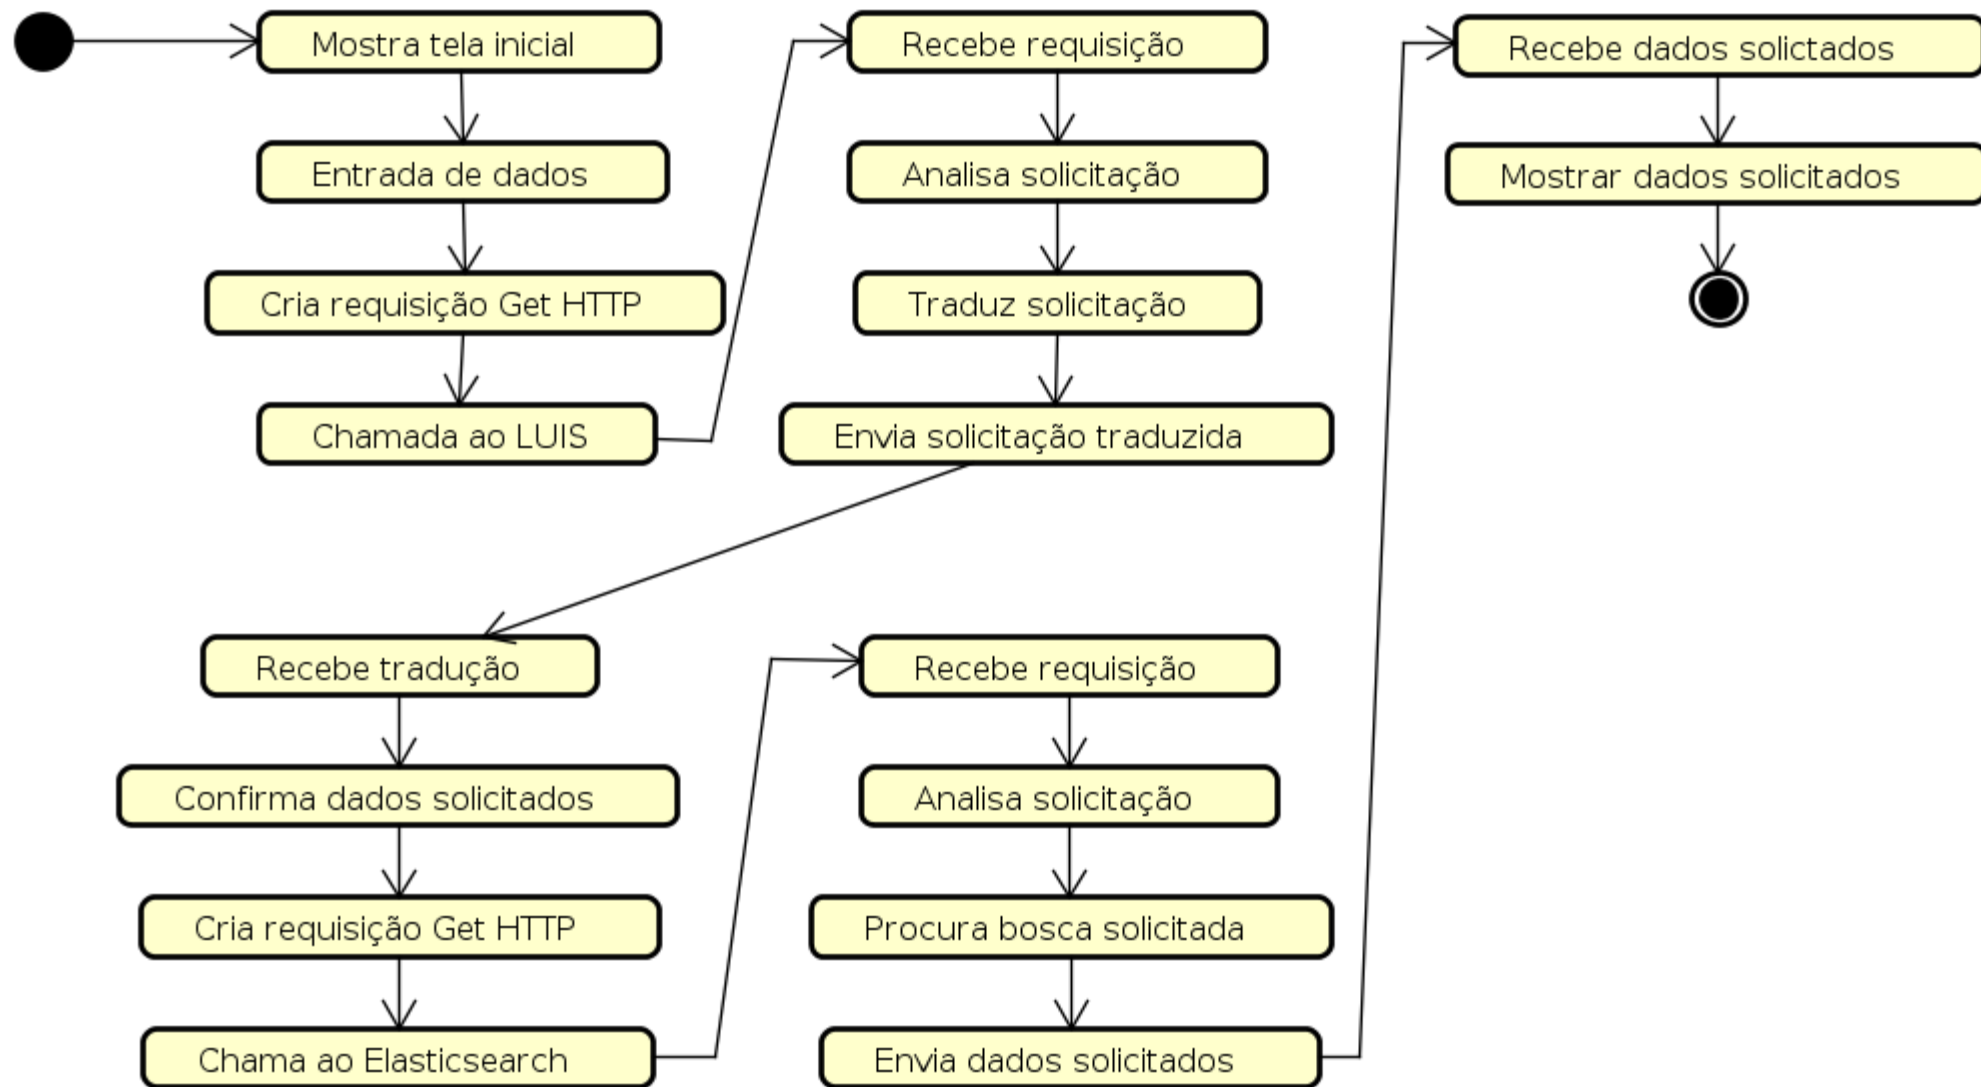 Mostra tela inicial
Entrada de dados
Cria requisição Get HTTP
Chamada ao LUIS
Recebe requisição
Analisa solicitação
Traduz solicitação
Envia solicitação traduzida
Recebe tradução
Confirma dados solicitados
Cria requisição Get HTTP
Chama ao Elasticsearch
Recebe requisição
Analisa solicitação
Procura bosca solicitada
Envia dados solicitados
Recebe dados solictados
Mostrar dados solicitados